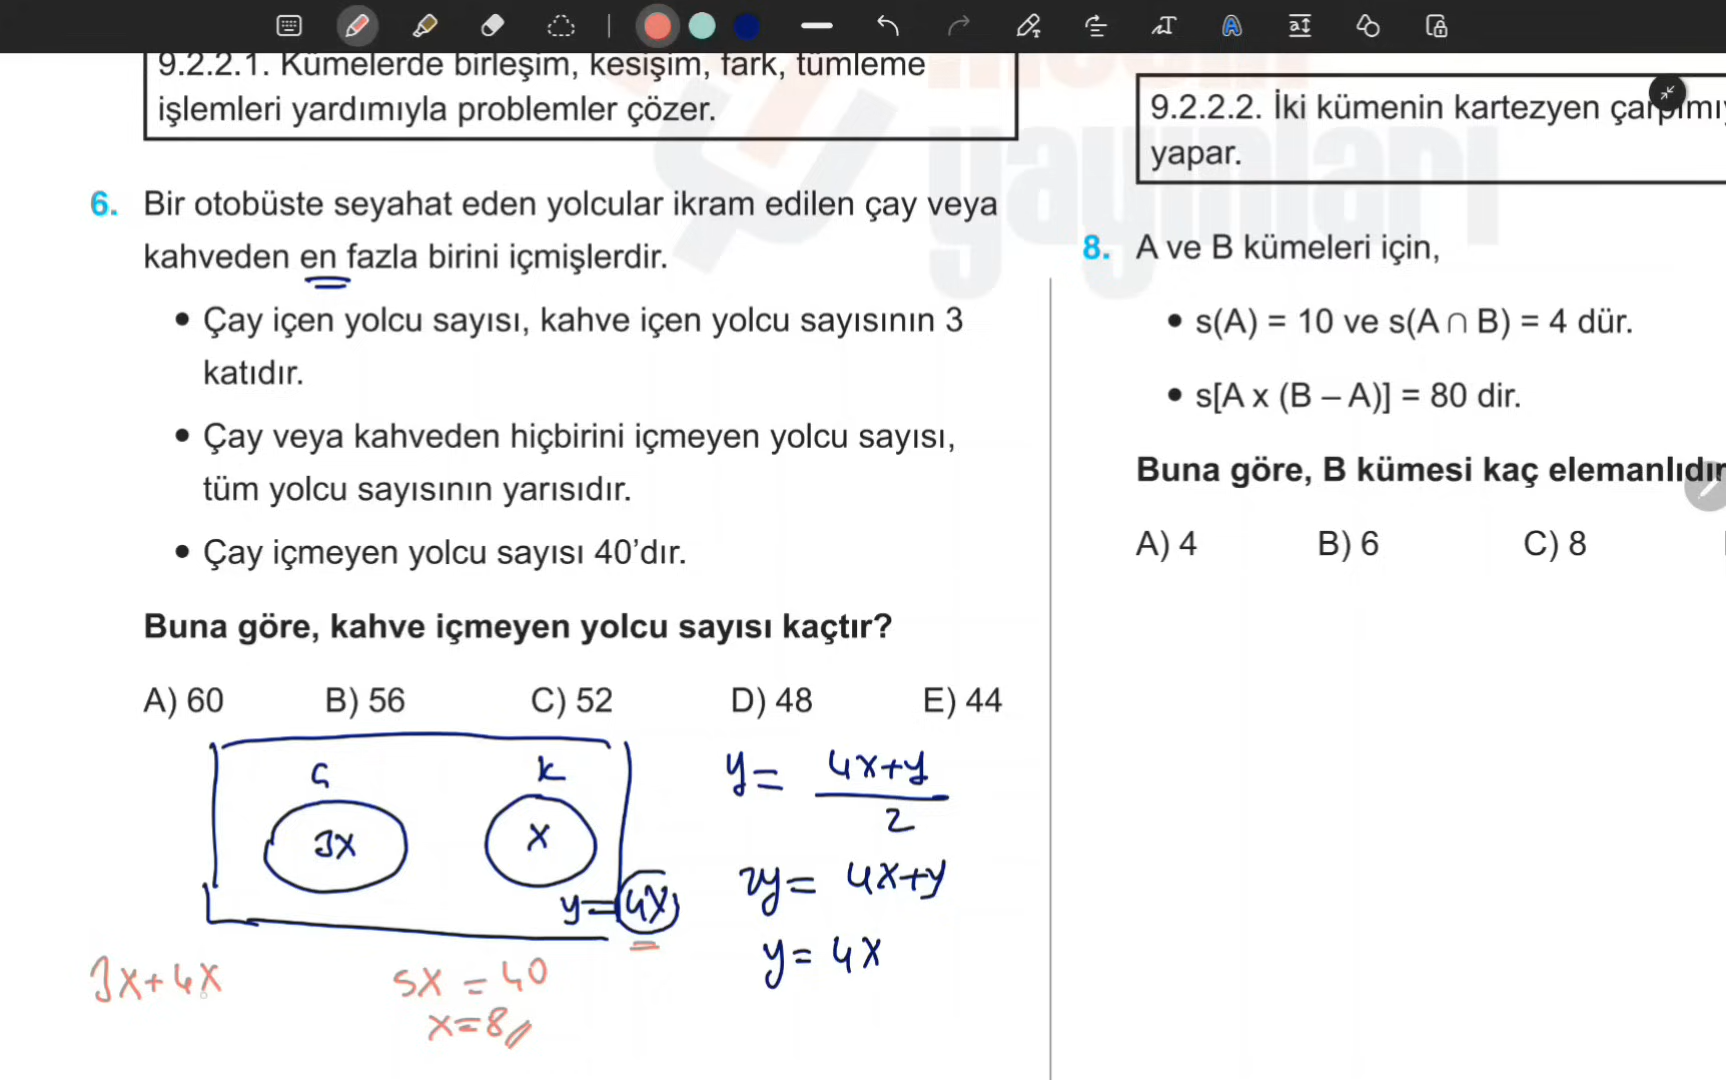 9.2.2.1. Kümelerde birleşim, kesişim, fark, tümleme
işlemleri yardımıyla problemler çözer.
6. Bir otobüste seyahat eden yolcular ikram edilen çay veya
kahveden en fazla birini içmişlerdir.
• Çay içen yolcu sayısı, kahve içen yolcu sayısının 3
katıdır.
• Çay veya kahveden hiçbirini içmeyen yolcu sayısı,
tüm yolcu sayısının yarısıdır.
• Çay içmeyen yolcu sayısı 40'dır.
Buna göre, kahve içmeyen yolcu sayısı kaçtır?
A) 60 B) 56 C) 52 D) 48 E) 44
Ç K
3x x
y=4x
y = 4x+y
2
2y = 4x+y
y = 4x
3x+4x
5x = 40
x=8
9.2.2.2. İki kümenin kartezyen
yapar.
8. A ve B kümeleri için,
• s(A) = 10 ve s(A ∩ B) = 4 dür.
• s[A x (B – A)] = 80 dir.
Buna göre, B kümesi kaç elemanlıdır
A) 4 B) 6 C) 8
yayınları